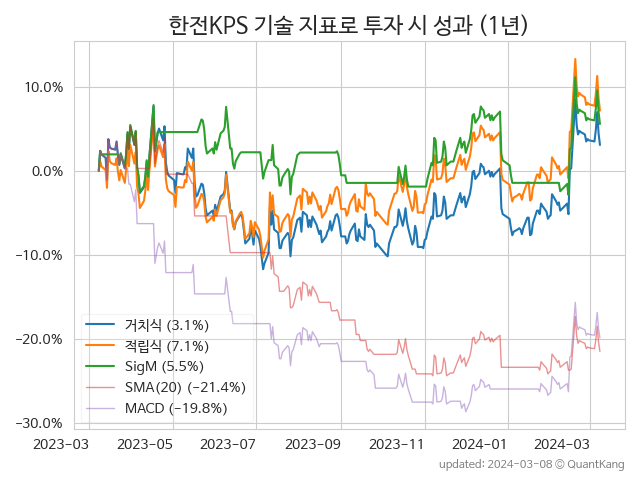 한전KPS 기술 지표로 투자 시 성과 (1년)
10.0%
0.0%
−10.0%
−20.0%
−30.0%
거치식 (3.1%)
적립식 (7.1%)
SigM (5.5%)
SMA(20) (−21.4%)
MACD (−19.8%)
2023-03 2023-05 2023-07 2023-09 2023-11 2024-01 2024-03
updated: 2024-03-08 © QuantKang